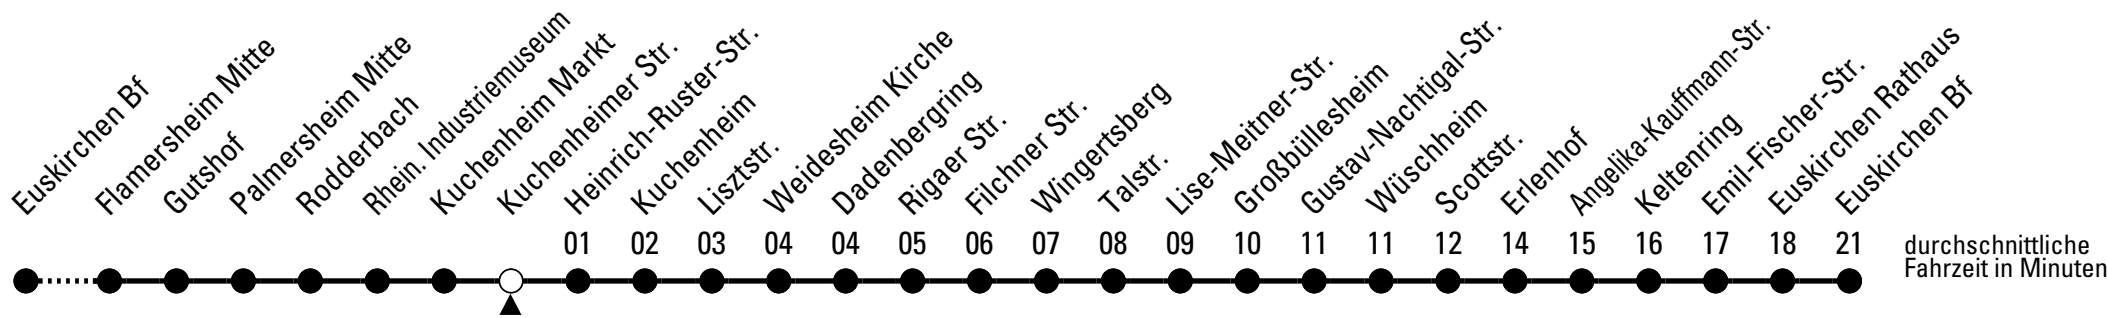 Euskirchen Bf
Flamersheim Mitte
Gutshof
Palmersheim Mitte
Rodderbach
Rhein. Industriemuseum
Kuchenheim Markt
Kuchenheimer Str.
Heinrich-Ruster-Str.
Kuchenheim
Lisztstr.
Weidesheim Kirche
Dadenbergring
Rigaer Str.
Filchner Str.
Wingertsberg
Talstr.
Lise-Meitner-Str.
Großbüllesheim
Gustav-Nachtigal-Str.
Wüschheim
Scottstr.
Erlenhof
Angelika-Kauffmann-Str.
Keltenring
Emil-Fischer-Str.
Euskirchen Rathaus
Euskirchen Bf
01 02 03 04 04 05 06 07 08 09 10 11 11 12 14 15 16 17 18 21
durchschnittliche
Fahrzeit in Minuten